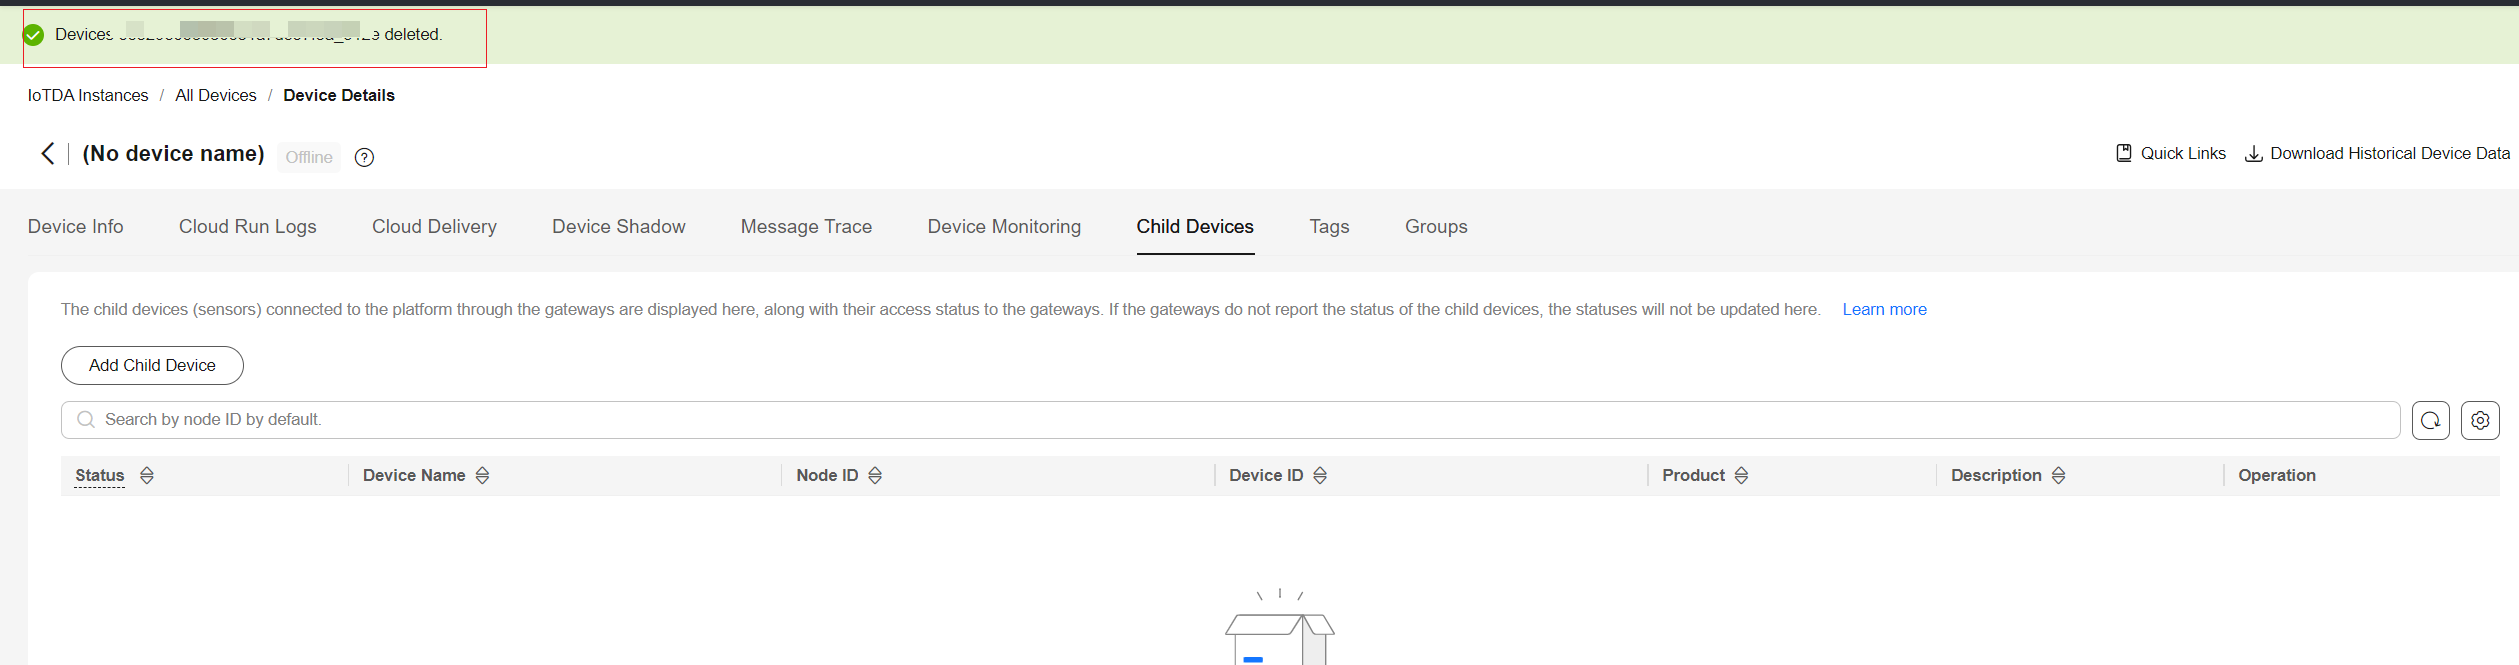 Devices deleted.
IoTDA Instances / All Devices / Device Details
(No device name) Offline ?
Quick Links Download Historical Device Data
Device Info Cloud Run Logs Cloud Delivery Device Shadow Message Trace Device Monitoring Child Devices Tags Groups
The child devices (sensors) connected to the platform through the gateways are displayed here, along with their access status to the gateways. If the gateways do not report the status of the child devices, the statuses will not be updated here. Learn more
Add Child Device
Search by node ID by default.
Status Device Name Node ID Device ID Product Description Operation